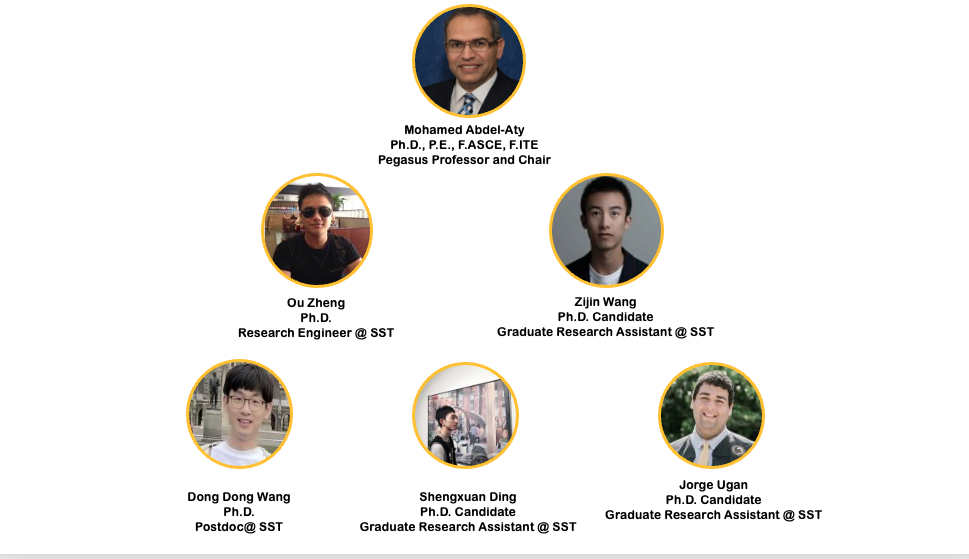 Mohamed Abdel-Aty
Ph.D., P.E., F.ASCE, F.ITE
Pegasus Professor and Chair
Ou Zheng
Ph.D.
Research Engineer @ SST
Zijin Wang
Ph.D. Candidate
Graduate Research Assistant @ SST
Dong Dong Wang
Ph.D.
Postdoc@ SST
Shengxuan Ding
Ph.D. Candidate
Graduate Research Assistant @ SST
Jorge Ugan
Ph.D. Candidate
Graduate Research Assistant @ SST